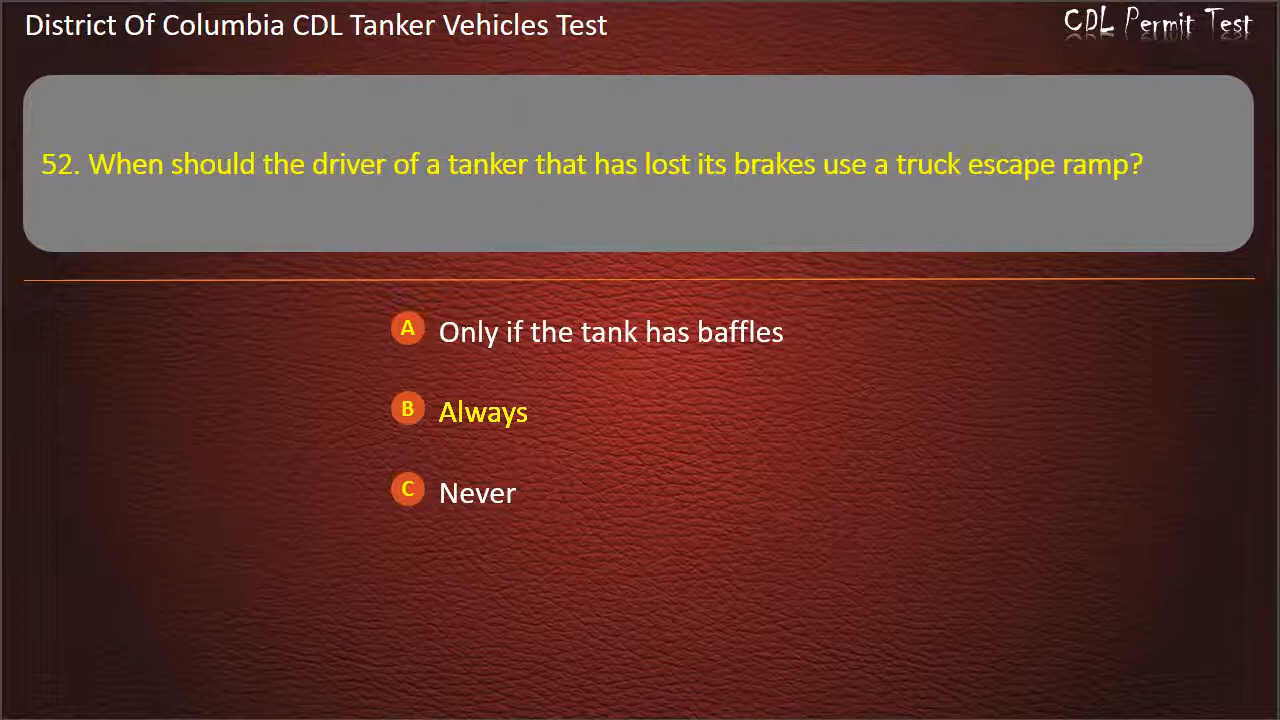 District Of Columbia CDL Tanker Vehicles Test
CDL Permit Test
52. When should the driver of a tanker that has lost its brakes use a truck escape ramp?
A Only if the tank has baffles
B Always
C Never